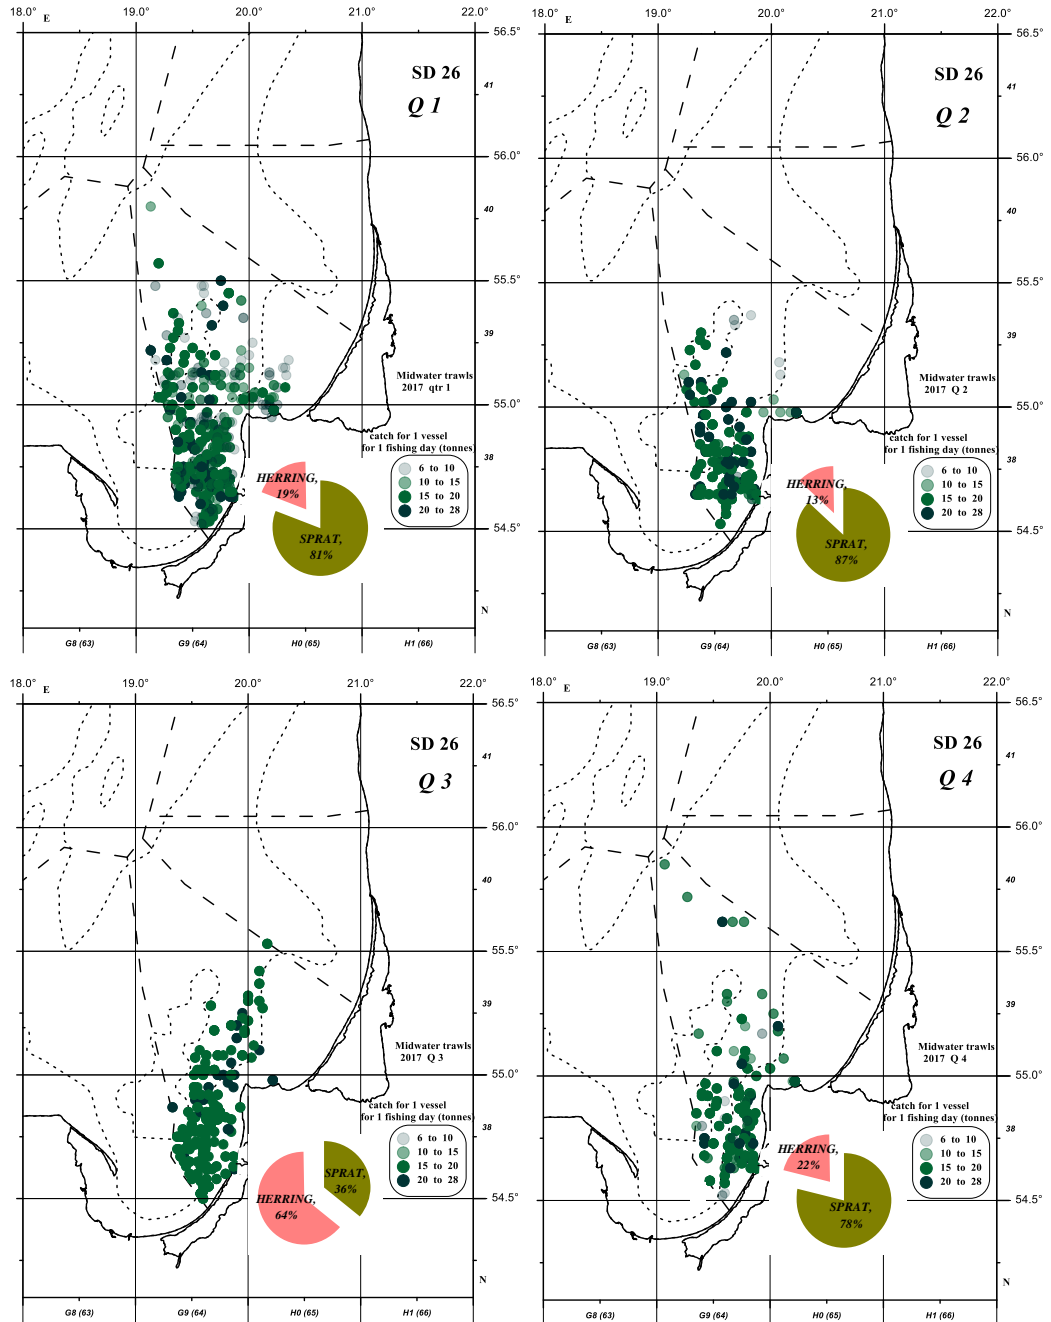 18.0° 19.0° 20.0° 21.0° 22.0°
E
56.5°
SD 26
41
Q 1
56.0°
40
55.5°
39
Midwater trawls
2017 qtr 1
55.0°
catch for 1 vessel
for 1 fishing day (tonnes)
38
6 to 10
10 to 15
15 to 20
20 to 28
HERRING,
19%
SPRAT,
81%
54.5°
N
G8 (63) G9 (64) H0 (65) H1 (66)
18.0° 19.0° 20.0° 21.0° 22.0°
E
56.5°
SD 26
41
Q 2
56.0°
40
55.5°
39
Midwater trawls
2017 Q 2
55.0°
catch for 1 vessel
for 1 fishing day (tonnes)
38
6 to 10
10 to 15
15 to 20
20 to 28
HERRING,
13%
SPRAT,
87%
54.5°
N
G8 (63) G9 (64) H0 (65) H1 (66)
18.0° 19.0° 20.0° 21.0° 22.0°
E
56.5°
SD 26
41
Q 3
56.0°
40
55.5°
39
Midwater trawls
2017 Q 3
55.0°
catch for 1 vessel
for 1 fishing day (tonnes)
38
6 to 10
10 to 15
15 to 20
20 to 28
SPRAT,
36%
HERRING,
64%
54.5°
N
G8 (63) G9 (64) H0 (65) H1 (66)
18.0° 19.0° 20.0° 21.0° 22.0°
E
56.5°
SD 26
41
Q 4
56.0°
40
55.5°
39
Midwater trawls
2017 Q 4
55.0°
catch for 1 vessel
for 1 fishing day (tonnes)
38
6 to 10
10 to 15
15 to 20
20 to 28
HERRING,
22%
SPRAT,
78%
54.5°
N
G8 (63) G9 (64) H0 (65) H1 (66)